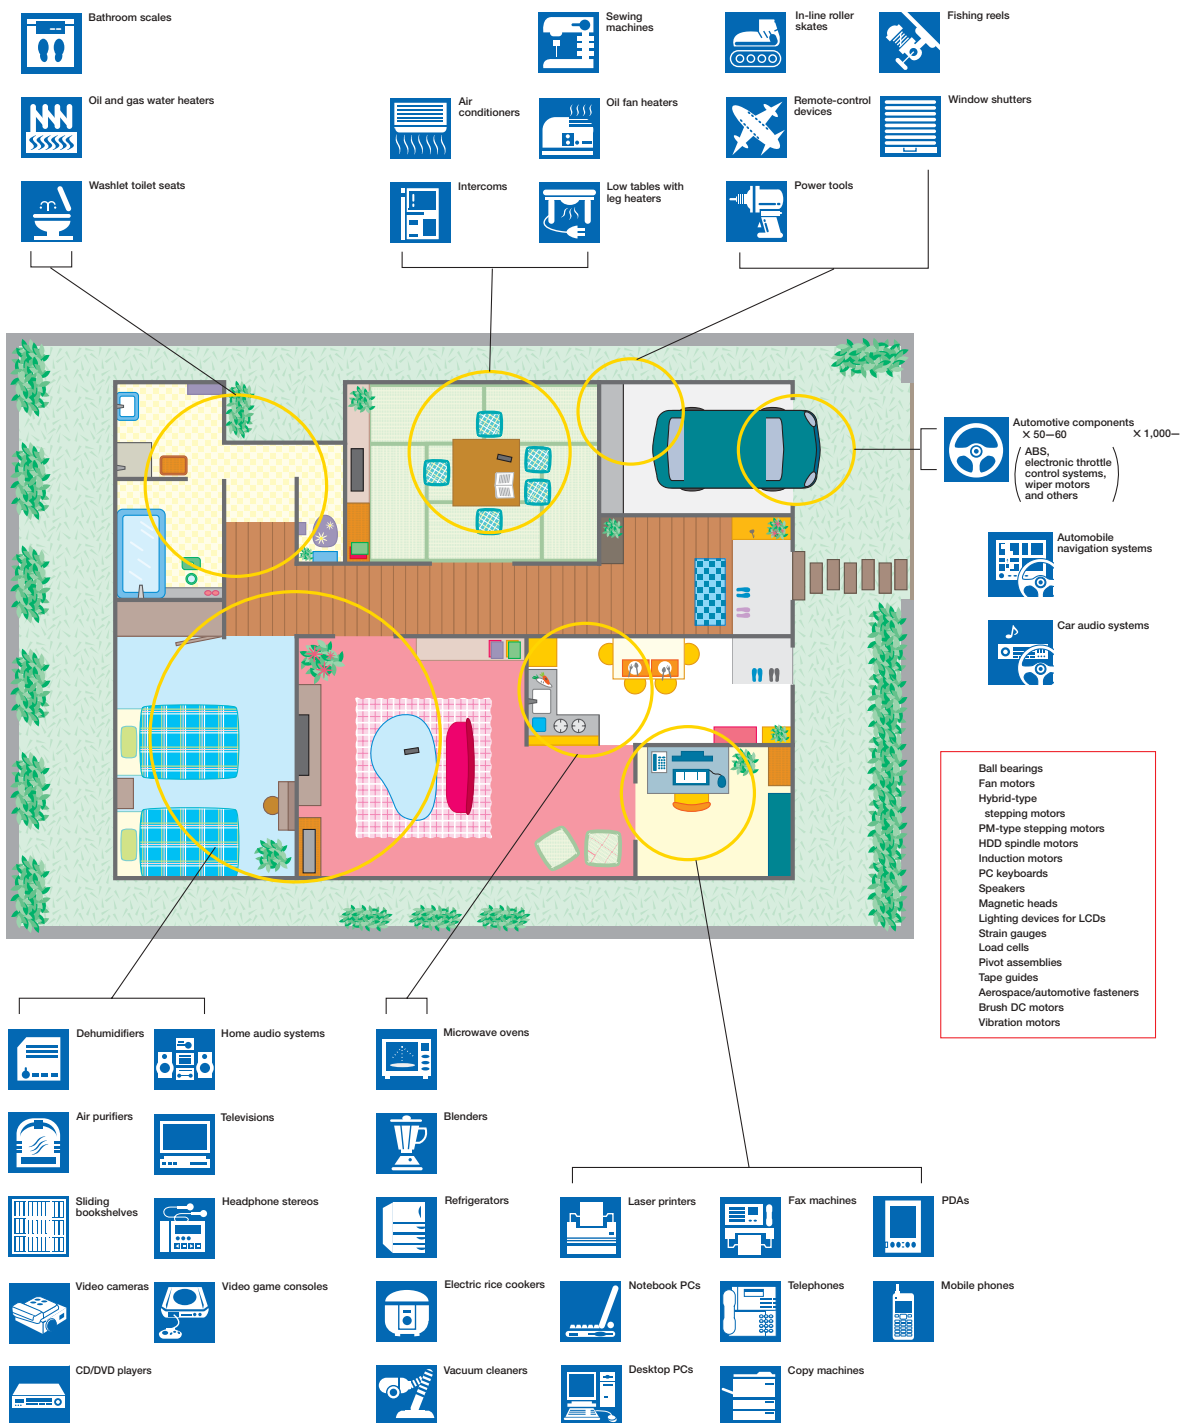 Bathroom scales
Oil and gas water heaters
Washlet toilet seats
Air
conditioners
Intercoms
Sewing
machines
Oil fan heaters
Low tables with
leg heaters
In-line roller
skates
Remote-control
devices
Power tools
Fishing reels
Window shutters
Automotive components
× 50—60
× 1,000—
ABS,
electronic throttle
control systems,
wiper motors
and others
Automobile
navigation systems
Car audio systems
Ball bearings
Fan motors
Hybrid-type
stepping motors
PM-type stepping motors
HDD spindle motors
Induction motors
PC keyboards
Speakers
Magnetic heads
Lighting devices for LCDs
Strain gauges
Load cells
Pivot assemblies
Tape guides
Aerospace/automotive fasteners
Brush DC motors
Vibration motors
Dehumidifiers
Air purifiers
Sliding
bookshelves
Video cameras
CD/DVD players
Home audio systems
Televisions
Headphone stereos
Video game consoles
Microwave ovens
Blenders
Refrigerators
Electric rice cookers
Vacuum cleaners
Laser printers
Notebook PCs
Desktop PCs
Fax machines
Telephones
Copy machines
PDAs
Mobile phones